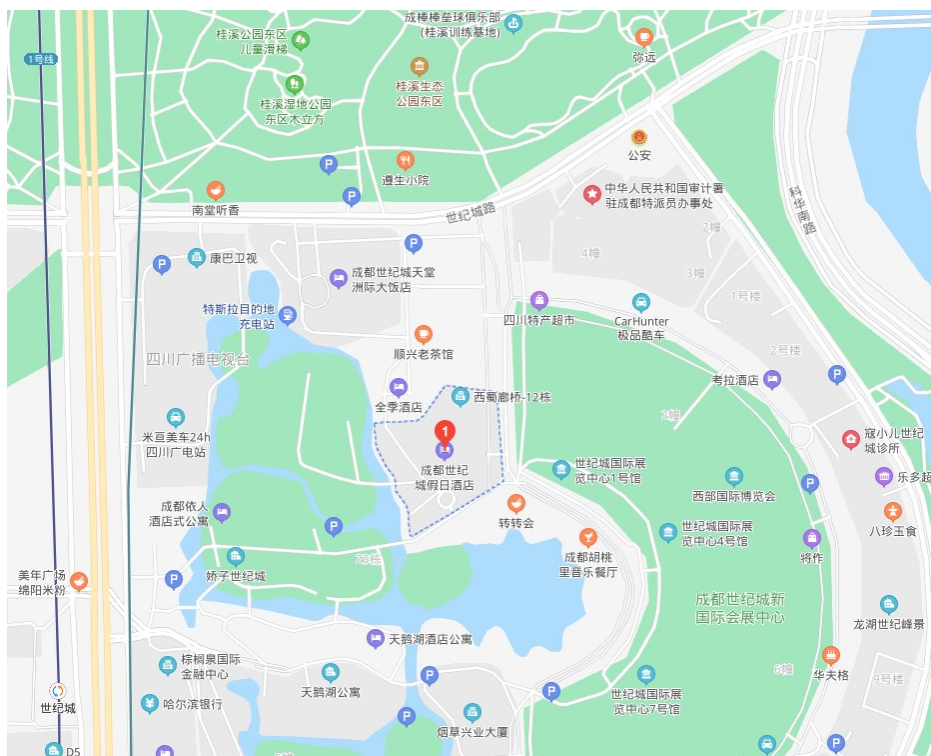 成棒棒垒球俱乐部
(桂溪训练基地)
桂溪公园东区
儿童滑梯
弥远
1号线
桂溪生态
公园东区
桂溪湿地公园
东区木立方
公安
P
遵生小院
P
中华人民共和国审计署
驻成都特派员办事处
科华南路
南堂听香
世纪城路
2幢
P
康巴卫视
P
4幢
3幢
成都世纪城天堂
洲际大饭店
1号楼
特斯拉目的地
充电站
四川特产超市
CarHunter
极品酷车
顺兴老茶馆
2号楼
四川广播电视台
考拉酒店
P
全季酒店
西蜀廊桥-12栋
2幢
米亘美车24h
四川广电站
1
寇小儿世纪
城诊所
成都世纪
城假日酒店
世纪城国际展
览中心1号馆
西部国际博览会
P
乐多超
成都依人
酒店式公寓
P
转转会
世纪城国际展
览中心4号馆
八珍玉食
成都胡桃
里音乐餐厅
将作
娇子世纪城
22栋
美年广场
绵阳米粉
P
成都世纪城新
国际会展中心
龙湖世纪峰景
天鹅湖酒店公寓
棕榈泉国际
金融中心
P
6幢
华夫格
9号楼
天鹅湖公寓
P
世纪城国际展
览中心7号馆
世纪城
哈尔滨银行
P
烟草兴业大厦
P
D5